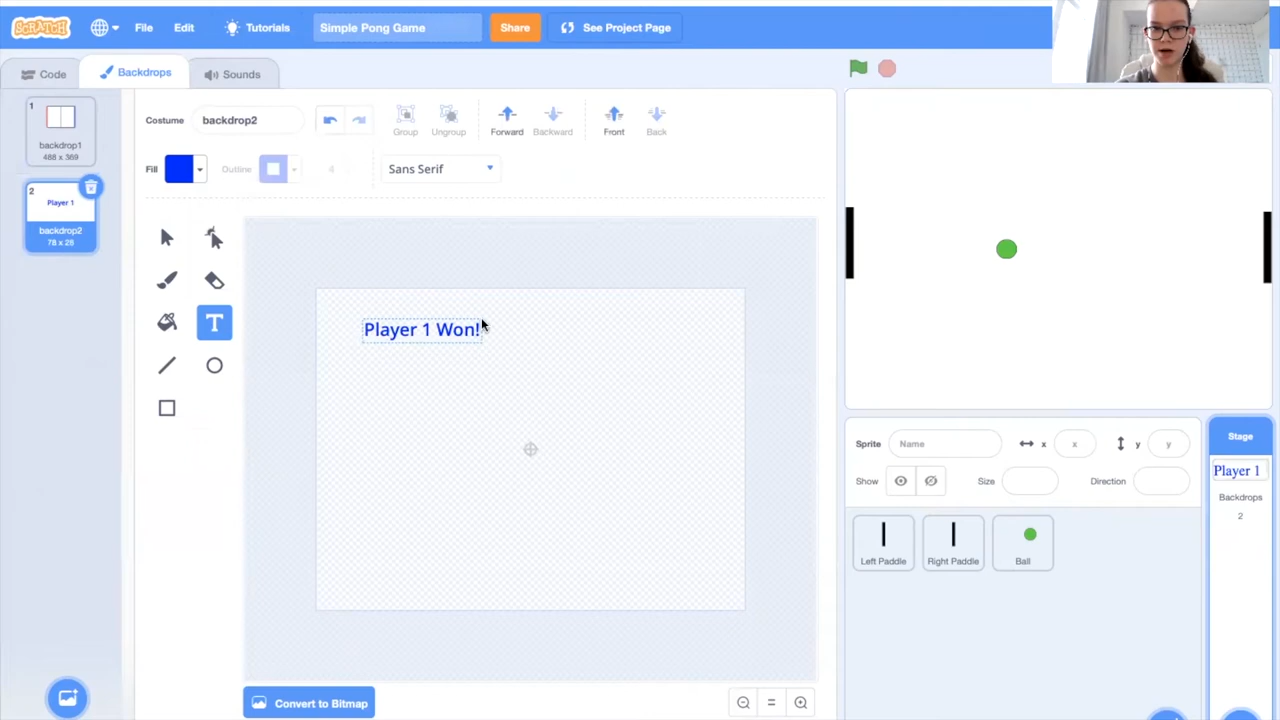 SCRATCH File Edit Tutorials Simple Pong Game Share See Project Page
Code Backdrops Sounds
Costume backdrop2 Group Ungroup Forward Backward Front Back
Fill Outline 4 Sans Serif
1
backdrop1
488 x 369
2
Player 1
backdrop2
78 x 28
T
Player 1 Won!
Convert to Bitmap
Sprite Name x x y y
Show Size Direction
Left Paddle Right Paddle Ball
Stage
Player 1
Backdrops
2